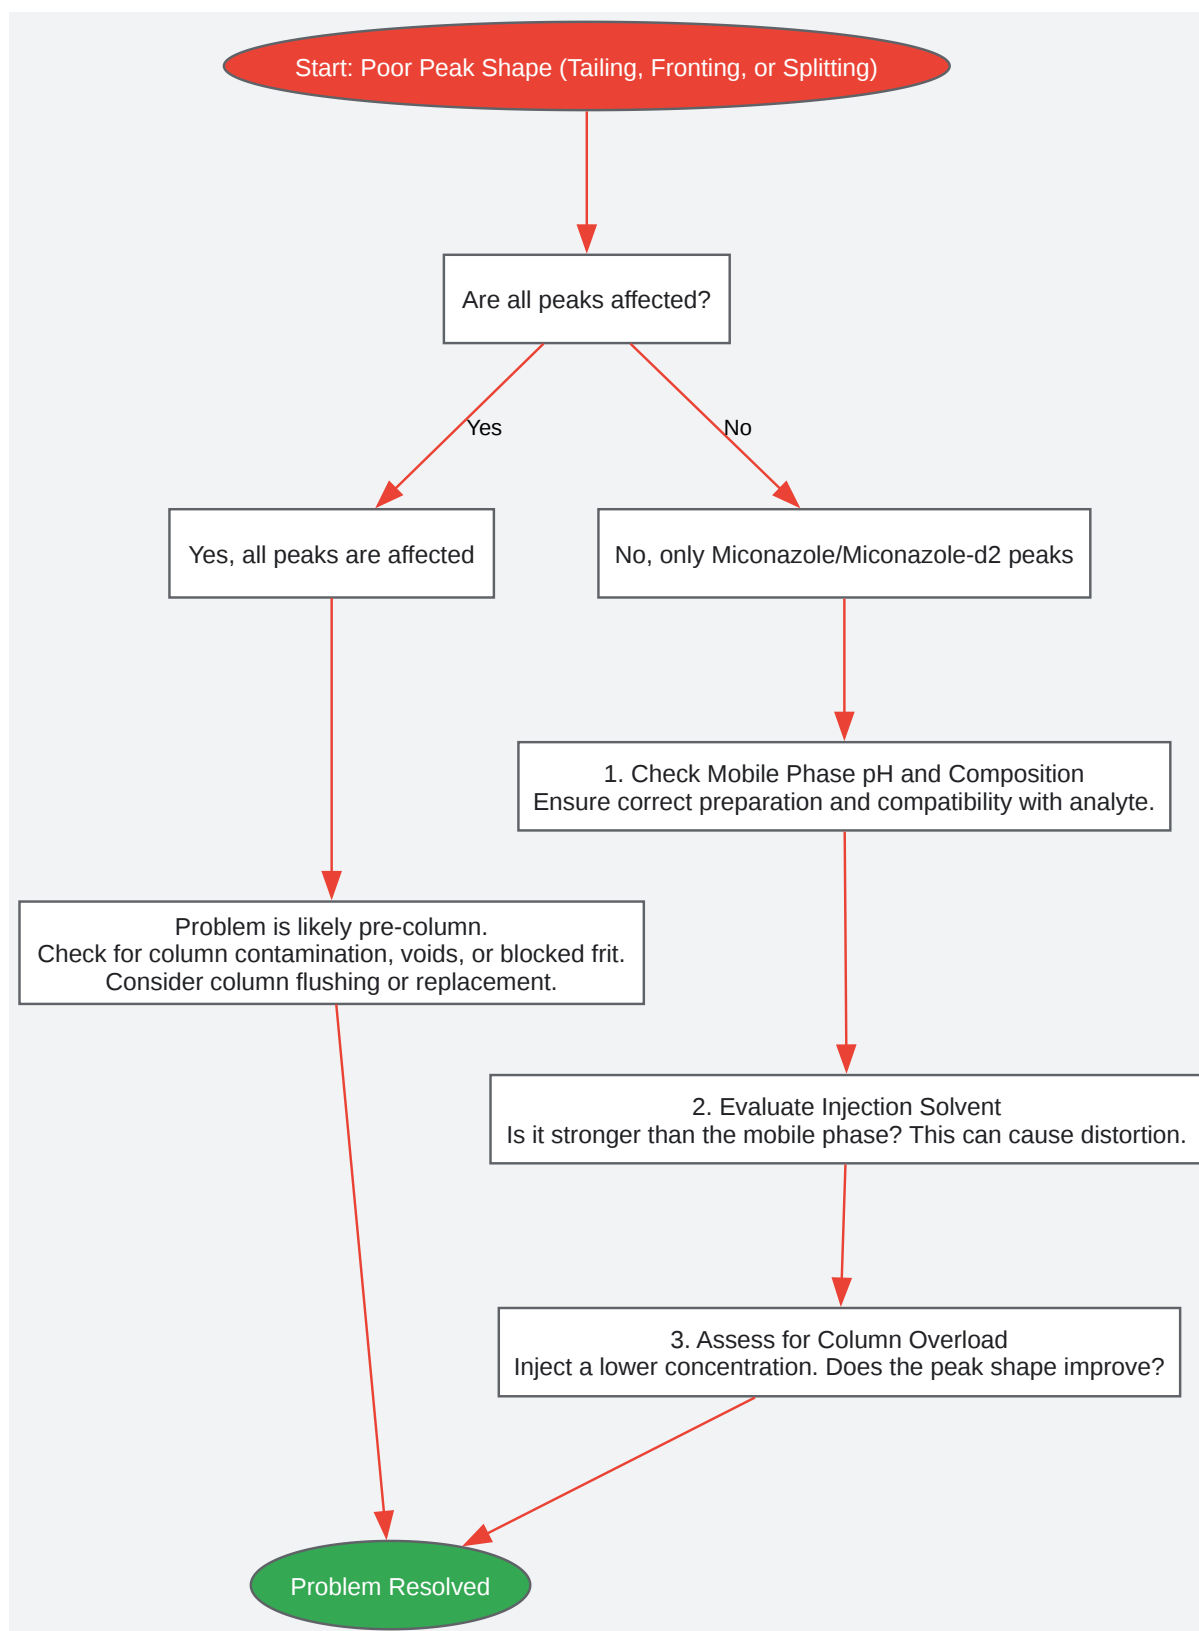 Start: Poor Peak Shape (Tailing, Fronting, or Splitting)
Are all peaks affected?
Yes
No
Yes, all peaks are affected
No, only Miconazole/Miconazole-d2 peaks
1. Check Mobile Phase pH and Composition
Ensure correct preparation and compatibility with analyte.
Problem is likely pre-column.
Check for column contamination, voids, or blocked frit.
Consider column flushing or replacement.
2. Evaluate Injection Solvent
Is it stronger than the mobile phase? This can cause distortion.
3. Assess for Column Overload
Inject a lower concentration. Does the peak shape improve?
Problem Resolved